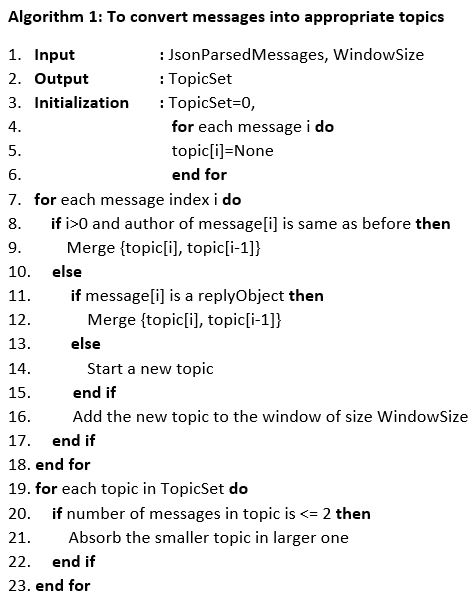 Algorithm 1: To convert messages into appropriate topics
1. Input : JsonParsedMessages, WindowSize
2. Output : TopicSet
3. Initialization : TopicSet=0,
4. for each message i do
5. topic[i]=None
6. end for
7. for each message index i do
8. if i>0 and author of message[i] is same as before then
9. Merge {topic[i], topic[i-1]}
10. else
11. if message[i] is a replyObject then
12. Merge {topic[i], topic[i-1]}
13. else
14. Start a new topic
15. end if
16. Add the new topic to the window of size WindowSize
17. end if
18. end for
19. for each topic in TopicSet do
20. if number of messages in topic is <= 2 then
21. Absorb the smaller topic in larger one
22. end if
23. end for